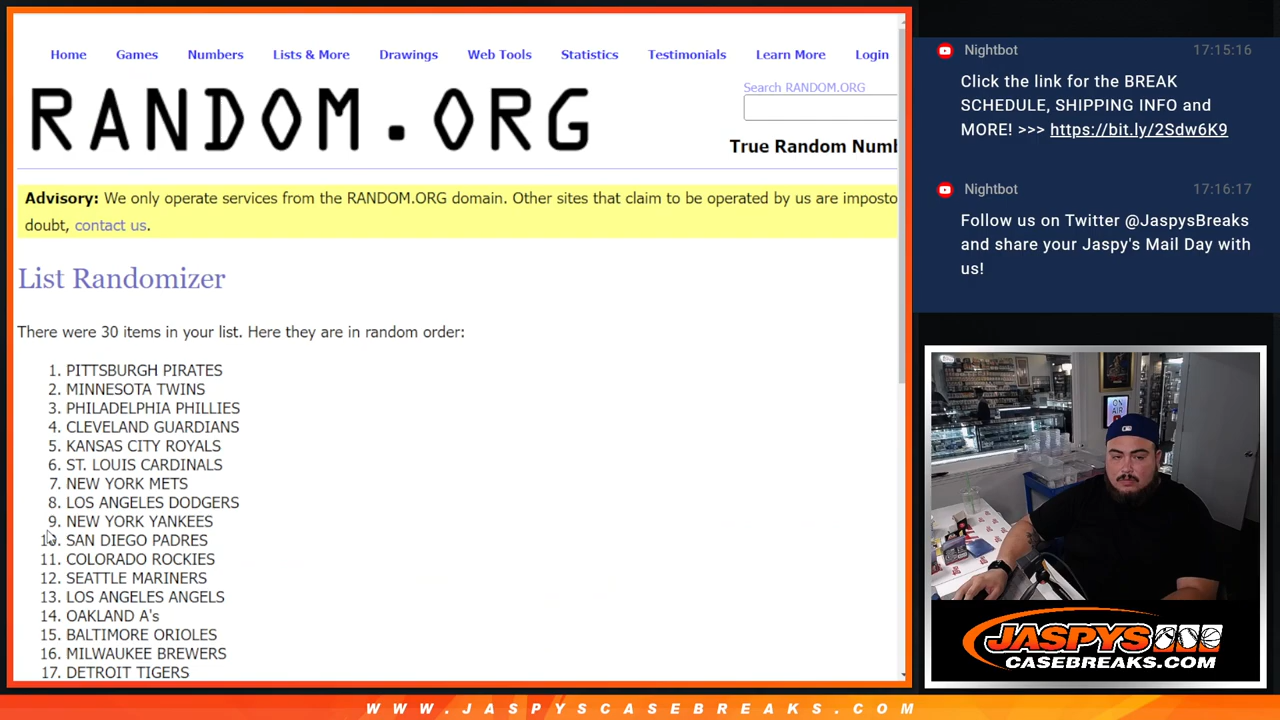 Home Games Numbers Lists & More Drawings Web Tools Statistics Testimonials Learn More Login
RANDOM.ORG
Search RANDOM.ORG
True Random Numb
Advisory: We only operate services from the RANDOM.ORG domain. Other sites that claim to be operated by us are imposto
doubt, contact us.
List Randomizer
There were 30 items in your list. Here they are in random order:
1. PITTSBURGH PIRATES
2. MINNESOTA TWINS
3. PHILADELPHIA PHILLIES
4. CLEVELAND GUARDIANS
5. KANSAS CITY ROYALS
6. ST. LOUIS CARDINALS
7. NEW YORK METS
8. LOS ANGELES DODGERS
9. NEW YORK YANKEES
10. SAN DIEGO PADRES
11. COLORADO ROCKIES
12. SEATTLE MARINERS
13. LOS ANGELES ANGELS
14. OAKLAND A's
15. BALTIMORE ORIOLES
16. MILWAUKEE BREWERS
17. DETROIT TIGERS
Nightbot 17:15:16
Click the link for the BREAK
SCHEDULE, SHIPPING INFO and
MORE! >>> https://bit.ly/2Sdw6K9
Nightbot 17:16:17
Follow us on Twitter @JaspysBreaks
and share your Jaspy's Mail Day with
us!
ON
AIR
JASPYS
CASEBREAKS.COM
WWW.JASPYSCASEBREAKS.COM